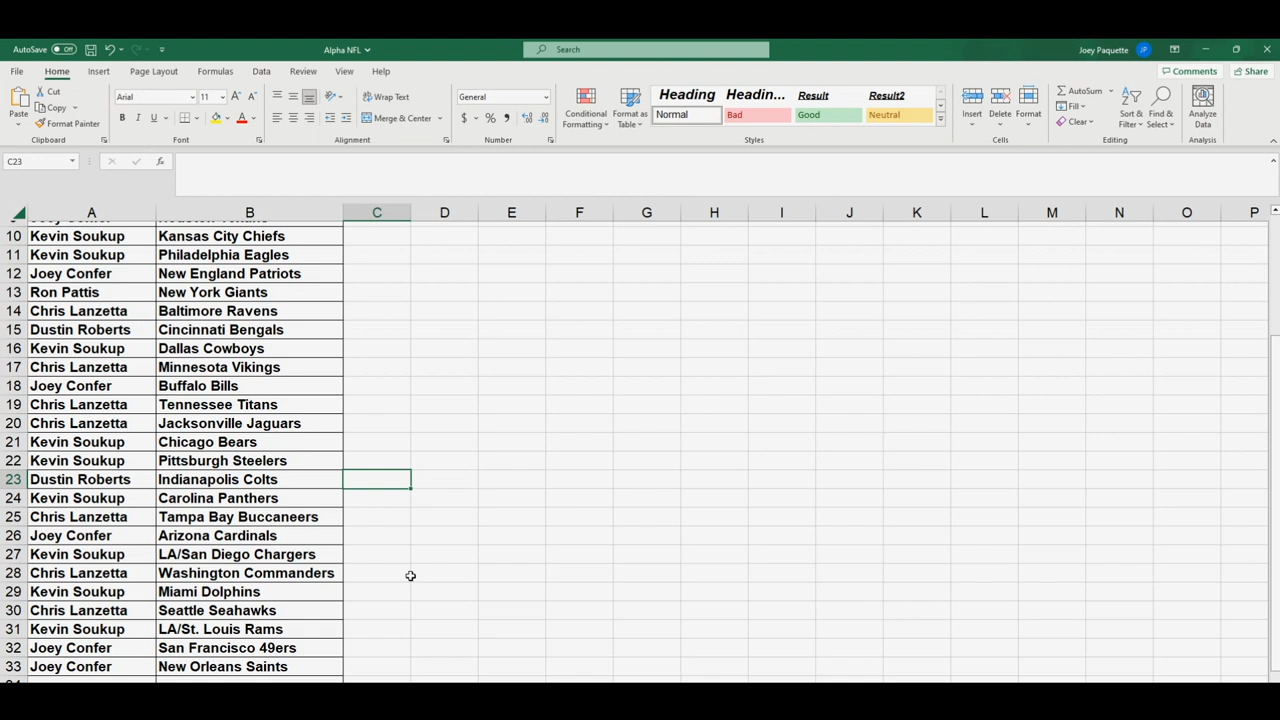 AutoSave Off Alpha NFL Search Joey Paquette JP
File Home Insert Page Layout Formulas Data Review View Help Comments Share
Paste Cut Copy Format Painter Clipboard
Arial 11 B I U Font
Wrap Text Merge & Center Alignment
General $ % Number
Conditional Formatting Format as Table Heading Headin... Result Result2 Normal Bad Good Neutral Styles
Insert Delete Format Cells
AutoSum Fill Clear Sort & Filter Find & Select Editing
Analyze Data Analysis
C23 fx
A B C D E F G H I J K L M N O P
10 Kevin Soukup Kansas City Chiefs
11 Kevin Soukup Philadelphia Eagles
12 Joey Confer New England Patriots
13 Ron Pattis New York Giants
14 Chris Lanzetta Baltimore Ravens
15 Dustin Roberts Cincinnati Bengals
16 Kevin Soukup Dallas Cowboys
17 Chris Lanzetta Minnesota Vikings
18 Joey Confer Buffalo Bills
19 Chris Lanzetta Tennessee Titans
20 Chris Lanzetta Jacksonville Jaguars
21 Kevin Soukup Chicago Bears
22 Kevin Soukup Pittsburgh Steelers
23 Dustin Roberts Indianapolis Colts
24 Kevin Soukup Carolina Panthers
25 Chris Lanzetta Tampa Bay Buccaneers
26 Joey Confer Arizona Cardinals
27 Kevin Soukup LA/San Diego Chargers
28 Chris Lanzetta Washington Commanders
29 Kevin Soukup Miami Dolphins
30 Chris Lanzetta Seattle Seahawks
31 Kevin Soukup LA/St. Louis Rams
32 Joey Confer San Francisco 49ers
33 Joey Confer New Orleans Saints